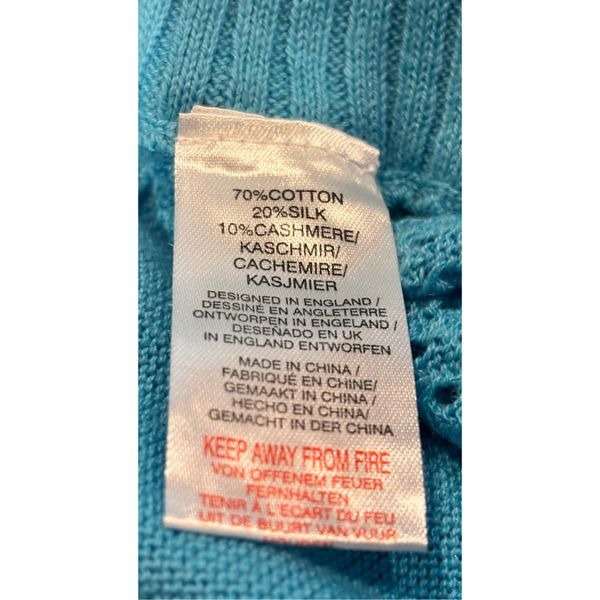 70%COTTON
20%SILK
10%CASHMERE/
KASCHMIR/
CACHEMIRE/
KASJMIER
DESIGNED IN ENGLAND /
DESSINÉ EN ANGLETERRE
ONTWORPEN IN ENGELAND /
DESEÑADO EN UK
IN ENGLAND ENTWORFEN
MADE IN CHINA /
FABRIQUÉ EN CHINE/
GEMAAKT IN CHINA /
HECHO EN CHINA/
GEMACHT IN DER CHINA
KEEP AWAY FROM FIRE
VON OFFENEM FEUER
FERNHALTEN
TENIR À L'ECART DU FEU
UIT DE BUURT VAN VUUR